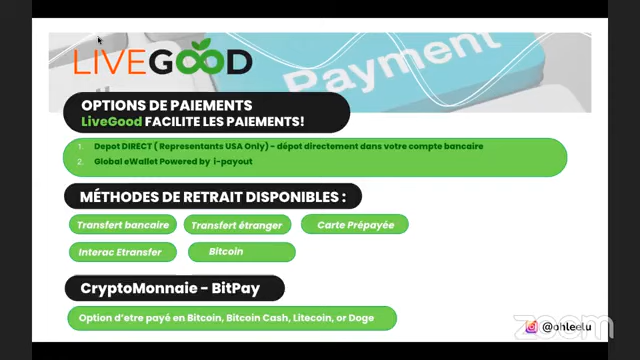 LIVEGOOD
Payment
OPTIONS DE PAIEMENTS
LiveGood FACILITE LES PAIEMENTS!
1. Depot DIRECT ( Representants USA Only) - dépot directement dans votre compte bancaire
2. Global eWallet Powered by i-payout
MÉTHODES DE RETRAIT DISPONIBLES :
Transfert bancaire Transfert étranger Carte Prépayée
Interac Etransfer Bitcoin
CryptoMonnaie - BitPay
Option d'etre payé en Bitcoin, Bitcoin Cash, Litecoin, or Doge
@ohleelu
zoom